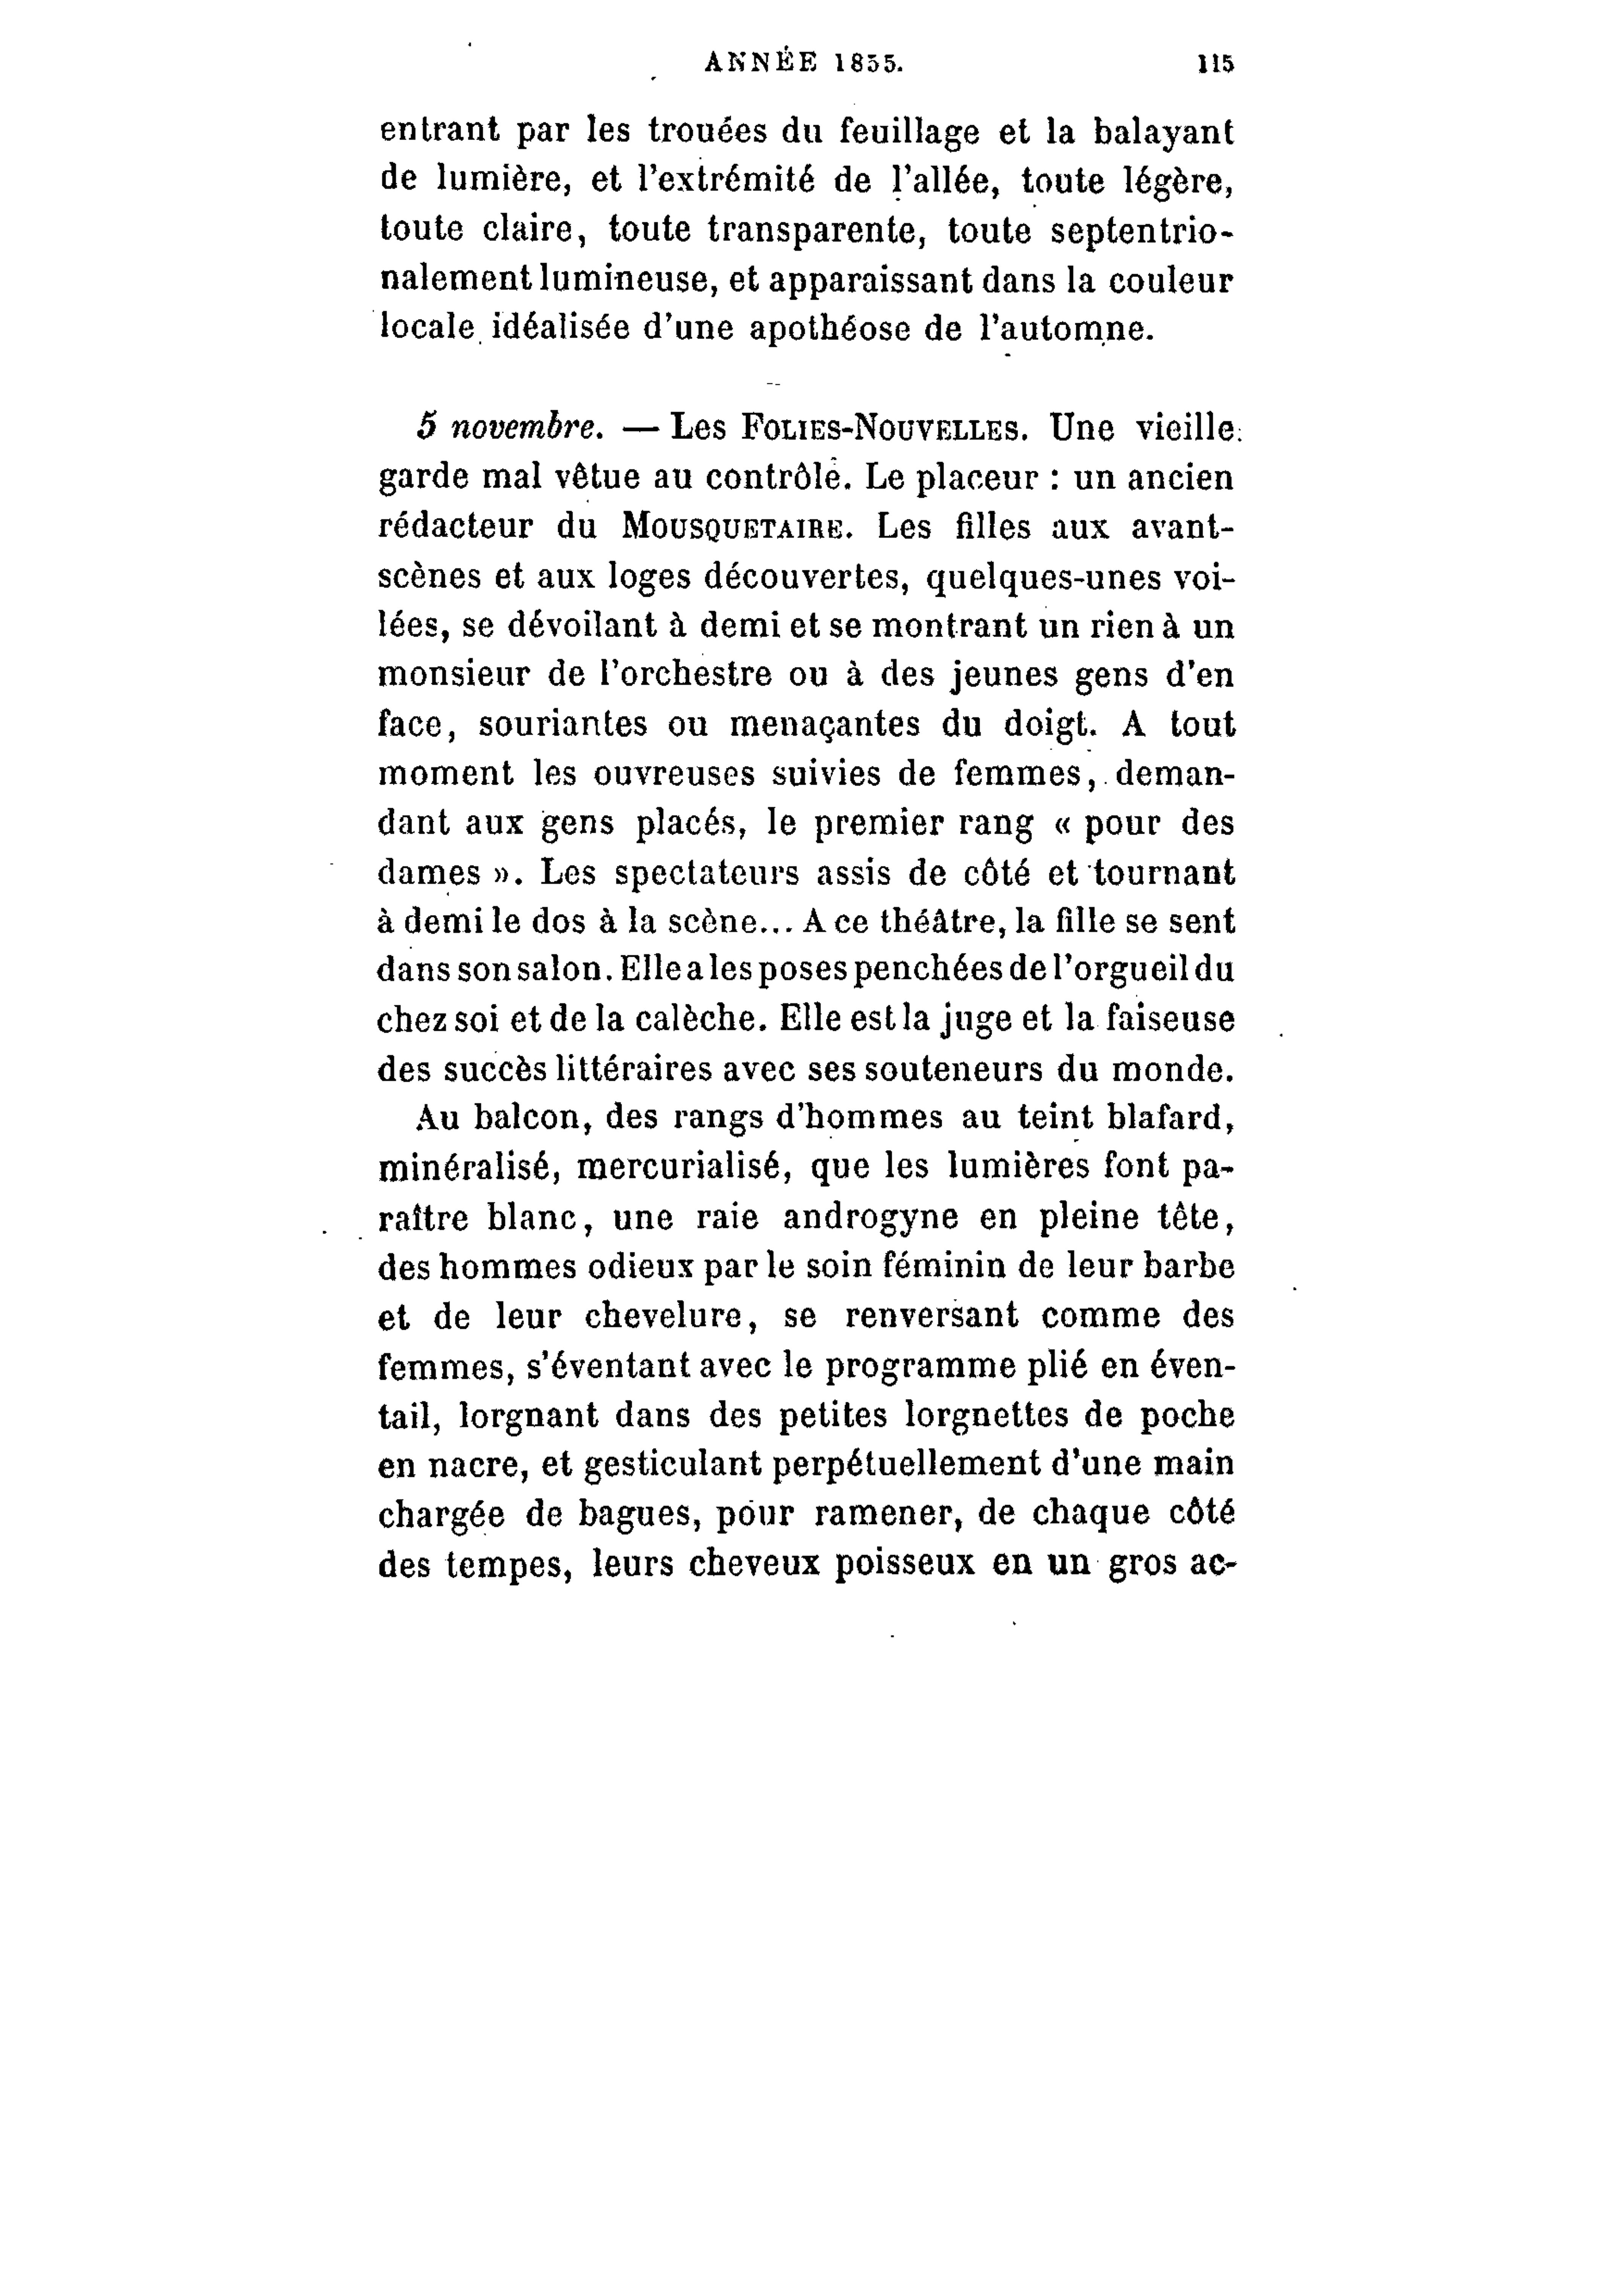 ANNÉE 1855. 115
entrant par les trouées du feuillage et la balayant
de lumière, et l'extrémité de l'allée, toute légère,
toute claire, toute transparente, toute septentrio-
nalement lumineuse, et apparaissant dans la couleur
locale idéalisée d'une apothéose de l'automne.
5 novembre. — Les FOLIES-NOUVELLES. Une vieille
garde mal vêtue au contrôle. Le placeur : un ancien
rédacteur du MOUSQUETAIRE. Les filles aux avant-
scènes et aux loges découvertes, quelques-unes voi-
lées, se dévoilant à demi et se montrant un rien à un
monsieur de l'orchestre ou à des jeunes gens d'en
face, souriantes ou menaçantes du doigt. A tout
moment les ouvreuses suivies de femmes, deman-
dant aux gens placés, le premier rang « pour des
dames ». Les spectateurs assis de côté et tournant
à demi le dos à la scène... A ce théâtre, la fille se sent
dans son salon. Elle a les poses penchées de l'orgueil du
chez soi et de la calèche. Elle est la juge et la faiseuse
des succès littéraires avec ses souteneurs du monde.
Au balcon, des rangs d'hommes au teint blafard,
minéralisé, mercurialisé, que les lumières font pa-
raître blanc, une raie androgyne en pleine tête,
des hommes odieux par le soin féminin de leur barbe
et de leur chevelure, se renversant comme des
femmes, s'éventant avec le programme plié en éven-
tail, lorgnant dans des petites lorgnettes de poche
en nacre, et gesticulant perpétuellement d'une main
chargée de bagues, pour ramener, de chaque côté
des tempes, leurs cheveux poisseux en un gros ac-